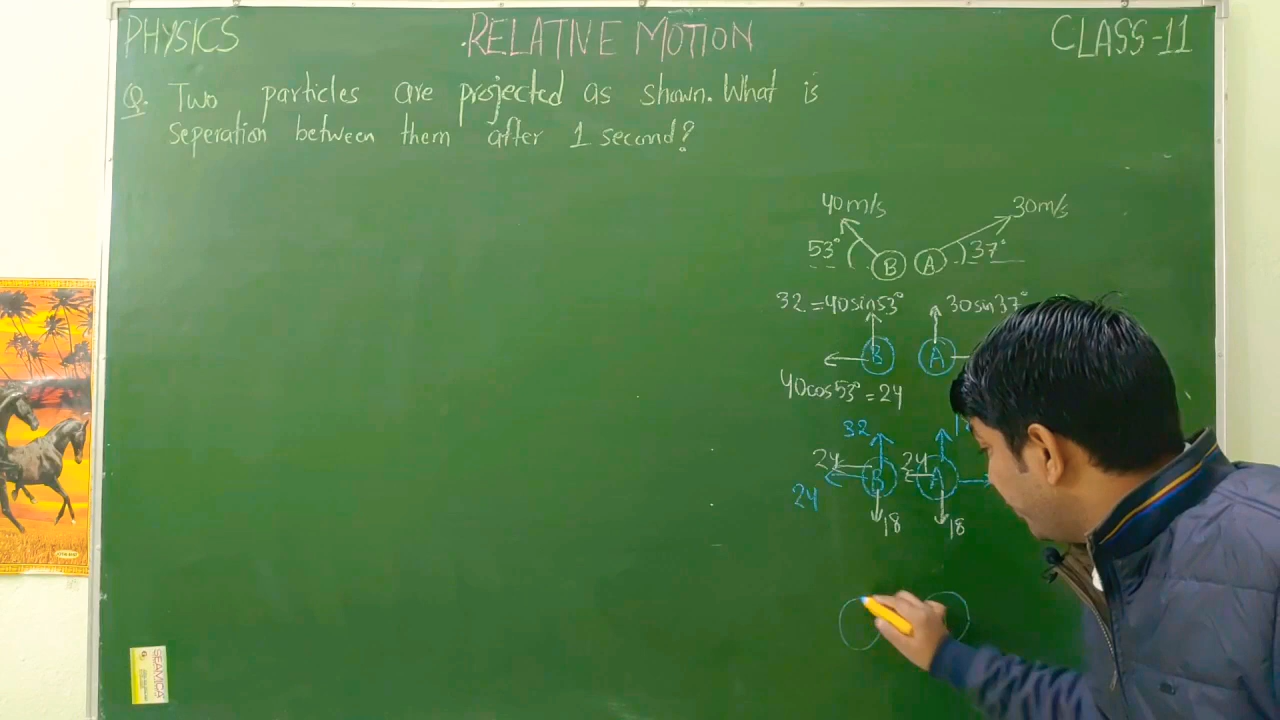 PHYSICS
RELATIVE MOTION
CLASS-11
Q. Two particles are projected as shown. What is
seperation between them after 1 second?
40m/s
30m/s
53°
B
A
37°
32 = 40sin53°
30sin37°
B
A
40cos53° = 24
32
24
24
B
A
24
18
18
SEAMICA